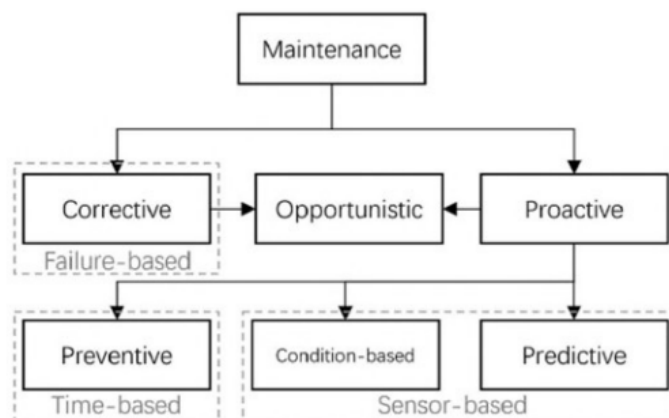 Maintenance
Corrective
Opportunistic
Proactive
Failure-based
Preventive
Condition-based
Predictive
Time-based
Sensor-based